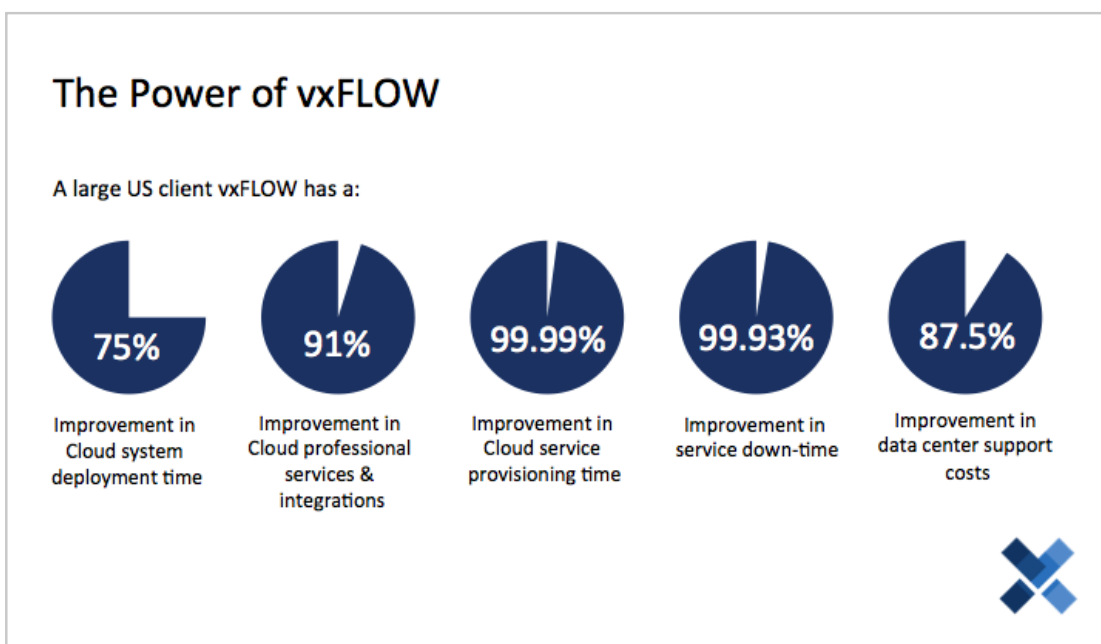 The Power of vxFLOW
A large US client vxFLOW has a:
75%
Improvement in
Cloud system
deployment time
91%
Improvement in
Cloud professional
services &
integrations
99.99%
Improvement in
Cloud service
provisioning time
99.93%
Improvement in
service down-time
87.5%
Improvement in
data center support
costs